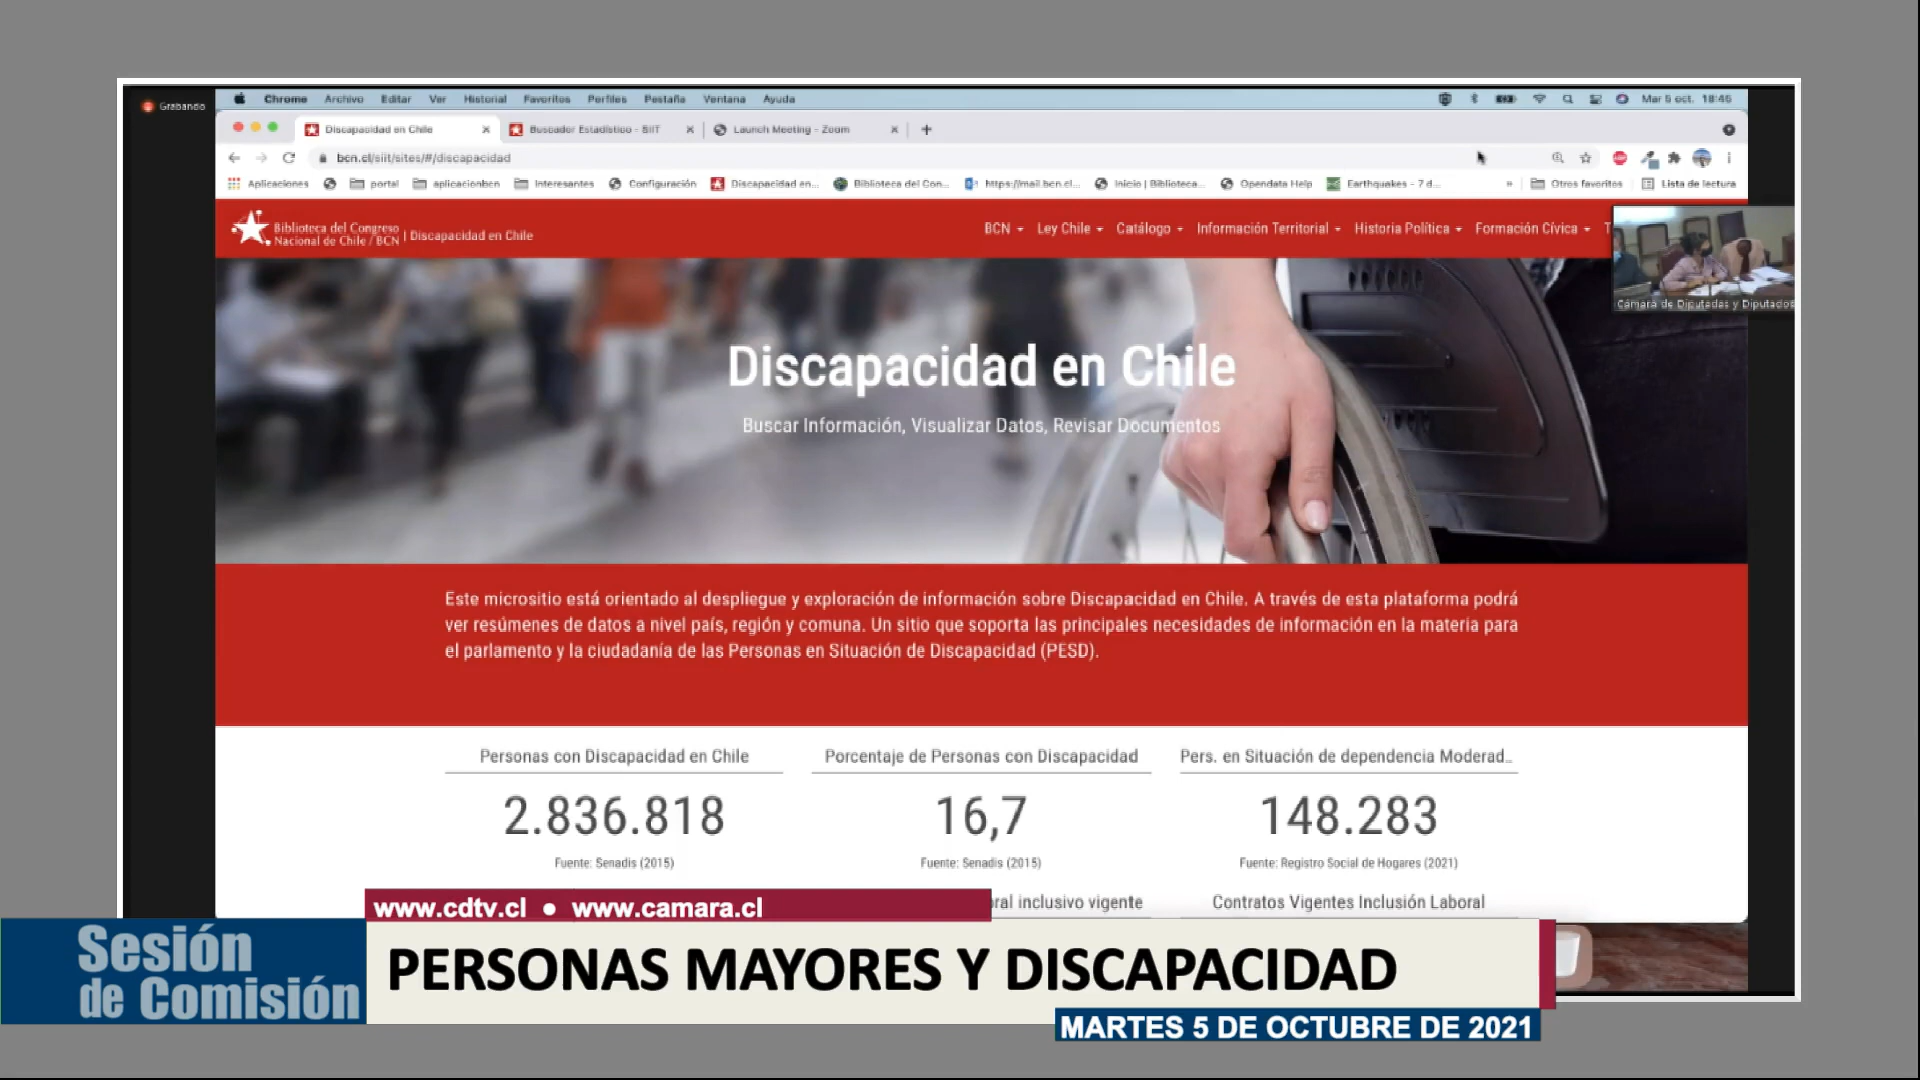 Grabando
Chrome Archivo Editar Ver Historial Favoritos Perfiles Pestaña Ventana Ayuda
Mar 5 oct. 18:46
Discapacidad en Chile
Buscador Estadístico - SIIT
Launch Meeting - Zoom
bcn.cl/siit/sites/#/discapacidad
Aplicaciones portal aplicacionbcn Interesantes Configuración Discapacidad en... Biblioteca del Con... https://mail.bcn.cl... Inicio | Biblioteca... Opendata Help Earthquakes - 7 d... » Otros favoritos Lista de lectura
Biblioteca del Congreso
Nacional de Chile / BCN | Discapacidad en Chile
BCN Ley Chile Catálogo Información Territorial Historia Política Formación Cívica T
Cámara de Diputadas y Diputados
Discapacidad en Chile
Buscar Información, Visualizar Datos, Revisar Documentos
Este micrositio está orientado al despliegue y exploración de información sobre Discapacidad en Chile. A través de esta plataforma podrá
ver resúmenes de datos a nivel país, región y comuna. Un sitio que soporta las principales necesidades de información en la materia para
el parlamento y la ciudadanía de las Personas en Situación de Discapacidad (PESD).
Personas con Discapacidad en Chile
2.836.818
Fuente: Senadis (2015)
Porcentaje de Personas con Discapacidad
16,7
Fuente: Senadis (2015)
Pers. en Situación de dependencia Moderad...
148.283
Fuente: Registro Social de Hogares (2021)
inclusivo vigente
Contratos Vigentes Inclusión Laboral
www.cdtv.cl ● www.camara.cl
Sesión
de Comisión
PERSONAS MAYORES Y DISCAPACIDAD
MARTES 5 DE OCTUBRE DE 2021